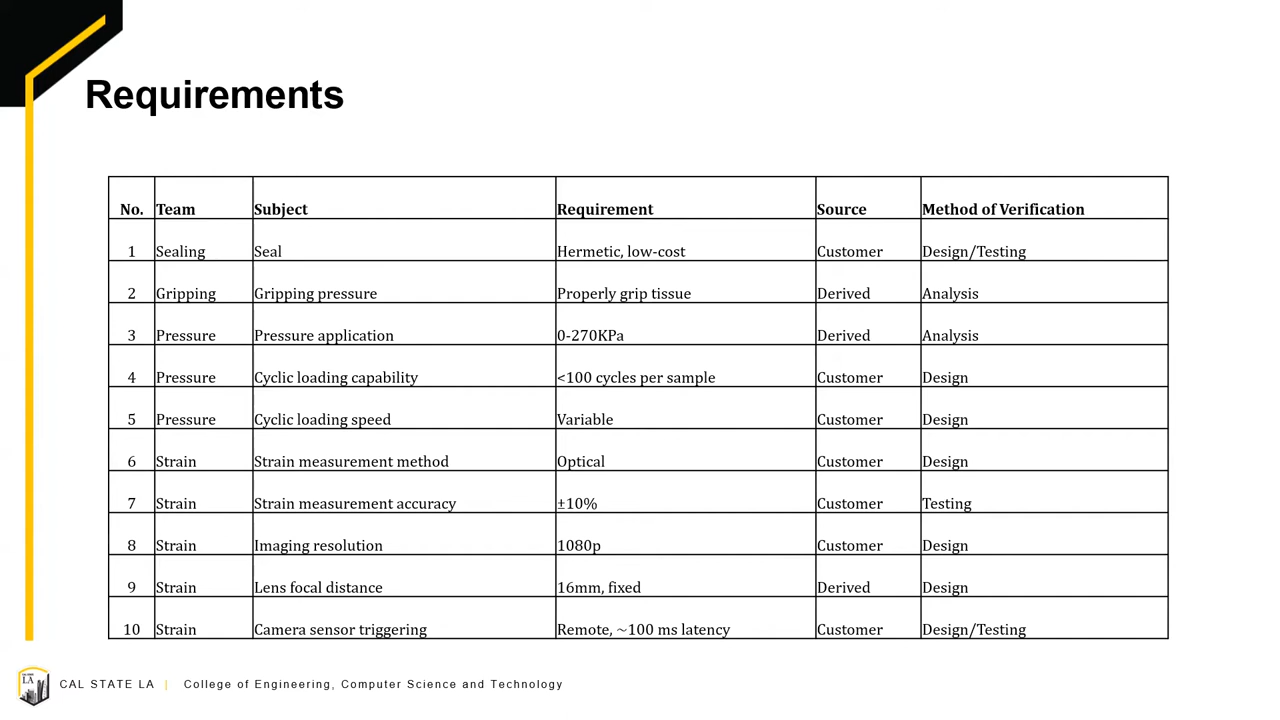 Requirements
No. Team Subject Requirement Source Method of Verification
1 Sealing Seal Hermetic, low-cost Customer Design/Testing
2 Gripping Gripping pressure Properly grip tissue Derived Analysis
3 Pressure Pressure application 0-270KPa Derived Analysis
4 Pressure Cyclic loading capability <100 cycles per sample Customer Design
5 Pressure Cyclic loading speed Variable Customer Design
6 Strain Strain measurement method Optical Customer Design
7 Strain Strain measurement accuracy ±10% Customer Testing
8 Strain Imaging resolution 1080p Customer Design
9 Strain Lens focal distance 16mm, fixed Derived Design
10 Strain Camera sensor triggering Remote, ~100 ms latency Customer Design/Testing
LA
CAL STATE LA | College of Engineering, Computer Science and Technology